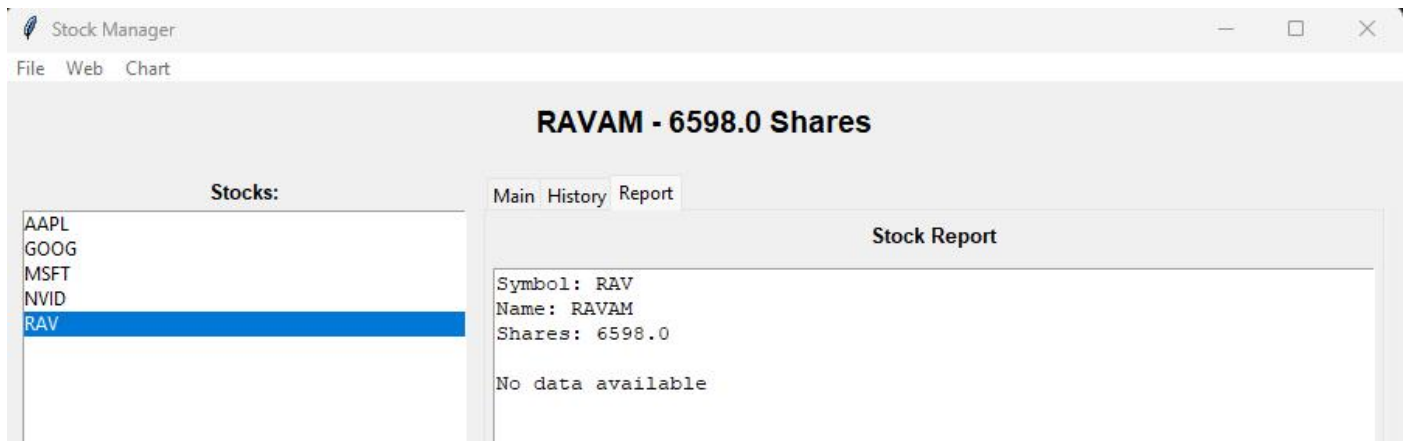 Stock Manager
File Web Chart
RAVAM - 6598.0 Shares
Stocks:
AAPL
GOOG
MSFT
NVID
RAV
Main History Report
Stock Report
Symbol: RAV
Name: RAVAM
Shares: 6598.0
No data available